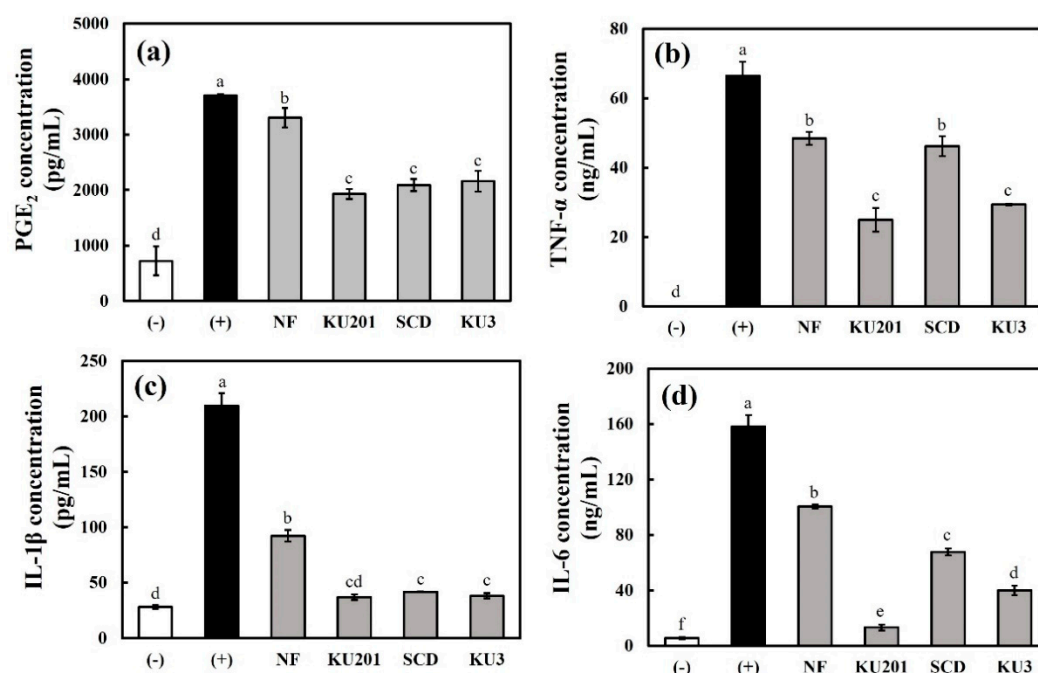 (a)
PGE₂ concentration
(pg/mL)
5000
4000
3000
2000
1000
0
d
a
b
c
c
c
(-) (+) NF KU201 SCD KU3
(b)
TNF-α concentration
(ng/mL)
80
60
40
20
0
d
a
b
c
b
c
(-) (+) NF KU201 SCD KU3
(c)
IL-1β concentration
(pg/mL)
250
200
150
100
50
0
d
a
b
cd
c
c
(-) (+) NF KU201 SCD KU3
(d)
IL-6 concentration
(ng/mL)
200
160
120
80
40
0
f
a
b
e
c
d
(-) (+) NF KU201 SCD KU3